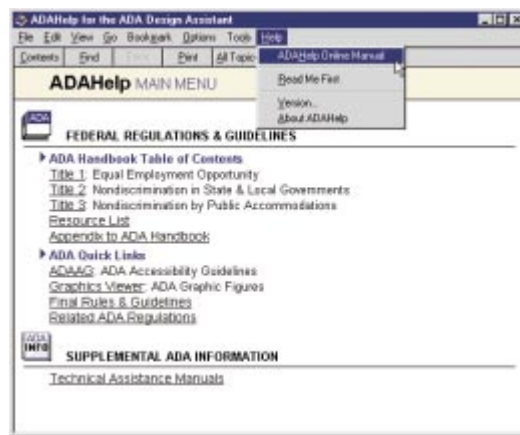 ADAHelp for the ADA Design Assistant
File Edit View Go Bookmark Options Tools Help
Contents Find Print All Topic
ADAHelp Online Manual
Read Me First
Version...
About ADAHelp
ADAHelp MAIN MENU
ADA
FEDERAL REGULATIONS & GUIDELINES
ADA Handbook Table of Contents
Title 1: Equal Employment Opportunity
Title 2: Nondiscrimination in State & Local Governments
Title 3: Nondiscrimination by Public Accommodations
Resource List
Appendix to ADA Handbook
ADA Quick Links
ADAAG: ADA Accessibility Guidelines
Graphics Viewer: ADA Graphic Figures
Final Rules & Guidelines
Related ADA Regulations
ADA
INFO
SUPPLEMENTAL ADA INFORMATION
Technical Assistance Manuals